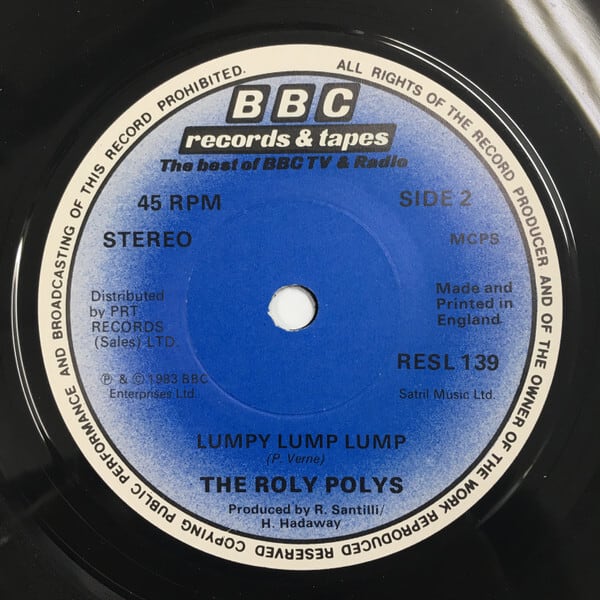 ALL RIGHTS OF THE RECORD PRODUCER AND OF THE OWNER OF THE WORK REPRODUCED RESERVED COPYING PUBLIC PERFORMANCE AND BROADCASTING OF THIS RECORD PROHIBITED.
BBC
records & tapes
The best of BBC TV & Radio
45 RPM
SIDE 2
STEREO
MCPS
Distributed
by PRT
RECORDS
(Sales) LTD.
Made and
Printed in
England
RESL 139
℗ & © 1983 BBC
Enterprises Ltd.
Satril Music Ltd.
LUMPY LUMP LUMP
(P. Verne)
THE ROLY POLYS
Produced by R. Santilli/
H. Hadaway